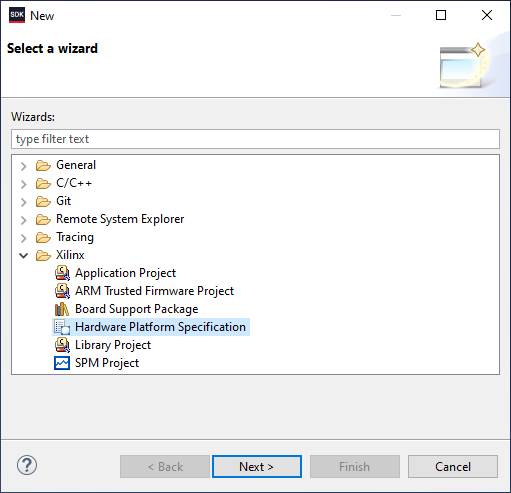 SDK New
Select a wizard
Wizards:
type filter text
General
C/C++
Git
Remote System Explorer
Tracing
Xilinx
Application Project
ARM Trusted Firmware Project
Board Support Package
Hardware Platform Specification
Library Project
SPM Project
? < Back Next > Finish Cancel